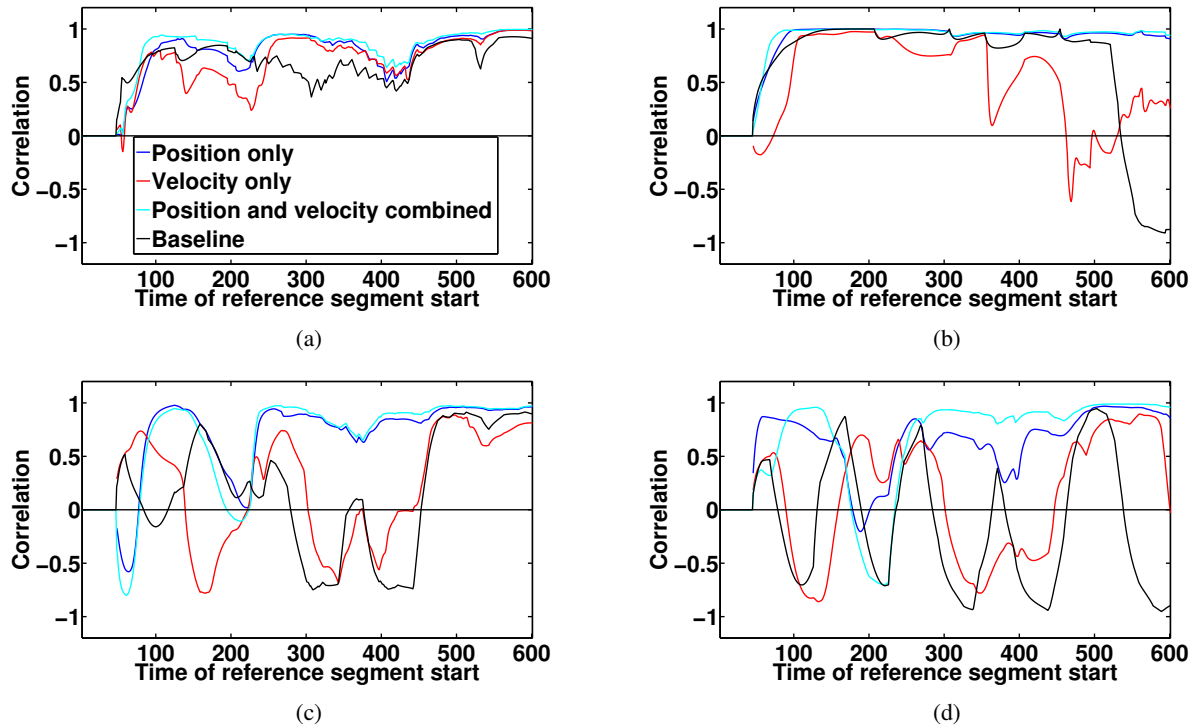 1
0.5
0
−0.5
−1
Correlation
Position only
Velocity only
Position and velocity combined
Baseline
100 200 300 400 500 600
Time of reference segment start
(a)
1
0.5
0
−0.5
−1
Correlation
100 200 300 400 500 600
Time of reference segment start
(b)
1
0.5
0
−0.5
−1
Correlation
100 200 300 400 500 600
Time of reference segment start
(c)
1
0.5
0
−0.5
−1
Correlation
100 200 300 400 500 600
Time of reference segment start
(d)